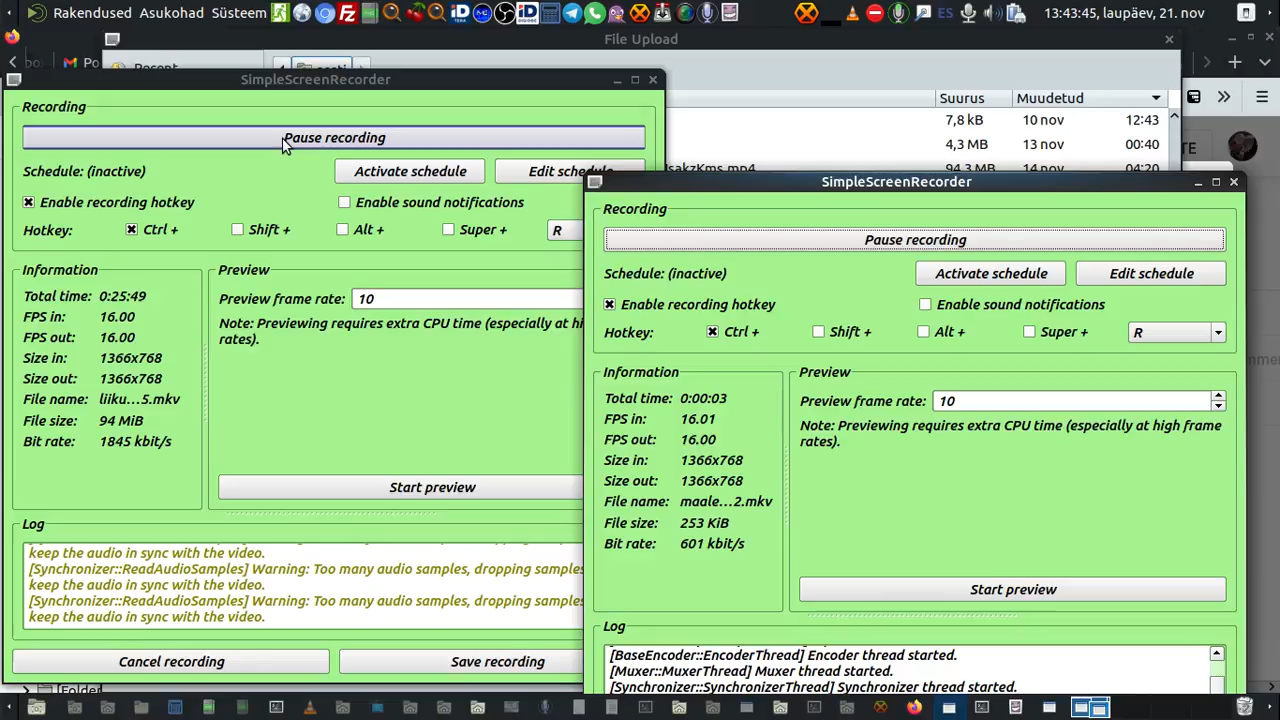 Rakendused Asukohad Süsteem
ES
13:43:45, laupäev, 21. nov
File Upload
Recent
Suurus Muudetud
7,8 kB 10 nov 12:43
4,3 MB 13 nov 00:40
94,3 MB 14 nov 04:20
SimpleScreenRecorder
Recording
Pause recording
Schedule: (inactive) Activate schedule Edit schedule
Enable recording hotkey Enable sound notifications
Hotkey: Ctrl + Shift + Alt + Super + R
Information
Total time: 0:25:49
FPS in: 16.00
FPS out: 16.00
Size in: 1366x768
Size out: 1366x768
File name: liiku...5.mkv
File size: 94 MiB
Bit rate: 1845 kbit/s
Preview
Preview frame rate: 10
Note: Previewing requires extra CPU time (especially at hi
rates).
Start preview
Log
keep the audio in sync with the video.
[Synchronizer::ReadAudioSamples] Warning: Too many audio samples, dropping samples
keep the audio in sync with the video.
[Synchronizer::ReadAudioSamples] Warning: Too many audio samples, dropping samples
keep the audio in sync with the video.
Cancel recording Save recording
SimpleScreenRecorder
Recording
Pause recording
Schedule: (inactive) Activate schedule Edit schedule
Enable recording hotkey Enable sound notifications
Hotkey: Ctrl + Shift + Alt + Super + R
Information
Total time: 0:00:03
FPS in: 16.01
FPS out: 16.00
Size in: 1366x768
Size out: 1366x768
File name: maale...2.mkv
File size: 253 KiB
Bit rate: 601 kbit/s
Preview
Preview frame rate: 10
Note: Previewing requires extra CPU time (especially at high frame
rates).
Start preview
Log
[BaseEncoder::EncoderThread] Encoder thread started.
[Muxer::MuxerThread] Muxer thread started.
[Synchronizer::SynchronizerThread] Synchronizer thread started.
[Folder